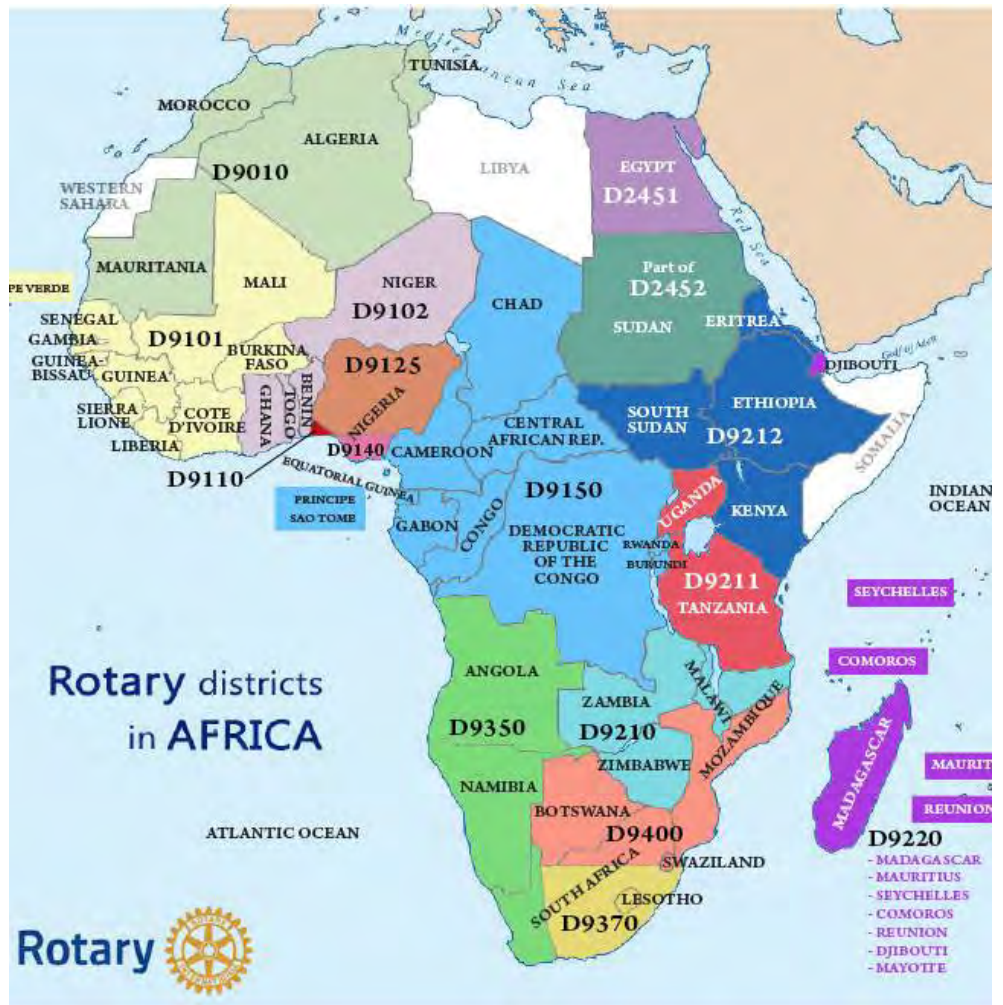 Mediterranean Sea
TUNISIA
MOROCCO
ALGERIA
D9010
LIBYA
EGYPT
D2451
WESTERN
SAHARA
Red Sea
MAURITANIA
MALI
NIGER
D9102
CHAD
Part of
D2452
SUDAN
ERITREA
PE VERDE
SENEGAL
GAMBIA
GUINEA-
BISSAU
GUINEA
D9101
BURKINA
FASO
D9125
NIGERIA
Gulf of Aden
DJIBOUTI
SIERRA
LIONE
LIBERIA
COTE
D'IVOIRE
GHANA
TOGO
BENIN
D9110
D9140
CAMEROON
CENTRAL
AFRICAN REP.
SOUTH
SUDAN
ETHIOPIA
D9212
SOMALIA
EQUATORIAL GUINEA
PRINCIPE
SAO TOME
GABON
CONGO
D9150
DEMOCRATIC
REPUBLIC
OF THE
CONGO
UGANDA
KENYA
RWANDA
BURUNDI
D9211
TANZANIA
INDIAN
OCEAN
SEYCHELLES
COMOROS
Rotary districts
in AFRICA
ANGOLA
D9350
NAMIBIA
ZAMBIA
D9210
ZIMBABWE
MALAWI
MOZAMBIQUE
MADAGASCAR
MAURIT
REUNION
ATLANTIC OCEAN
BOTSWANA
D9400
SWAZILAND
SOUTH AFRICA
LESOTHO
D9370
D9220
- MADAGASCAR
- MAURITIUS
- SEYCHELLES
- COMOROS
- REUNION
- DJIBOUTI
- MAYOTTE
Rotary
ROTARY
INTERNATIONAL